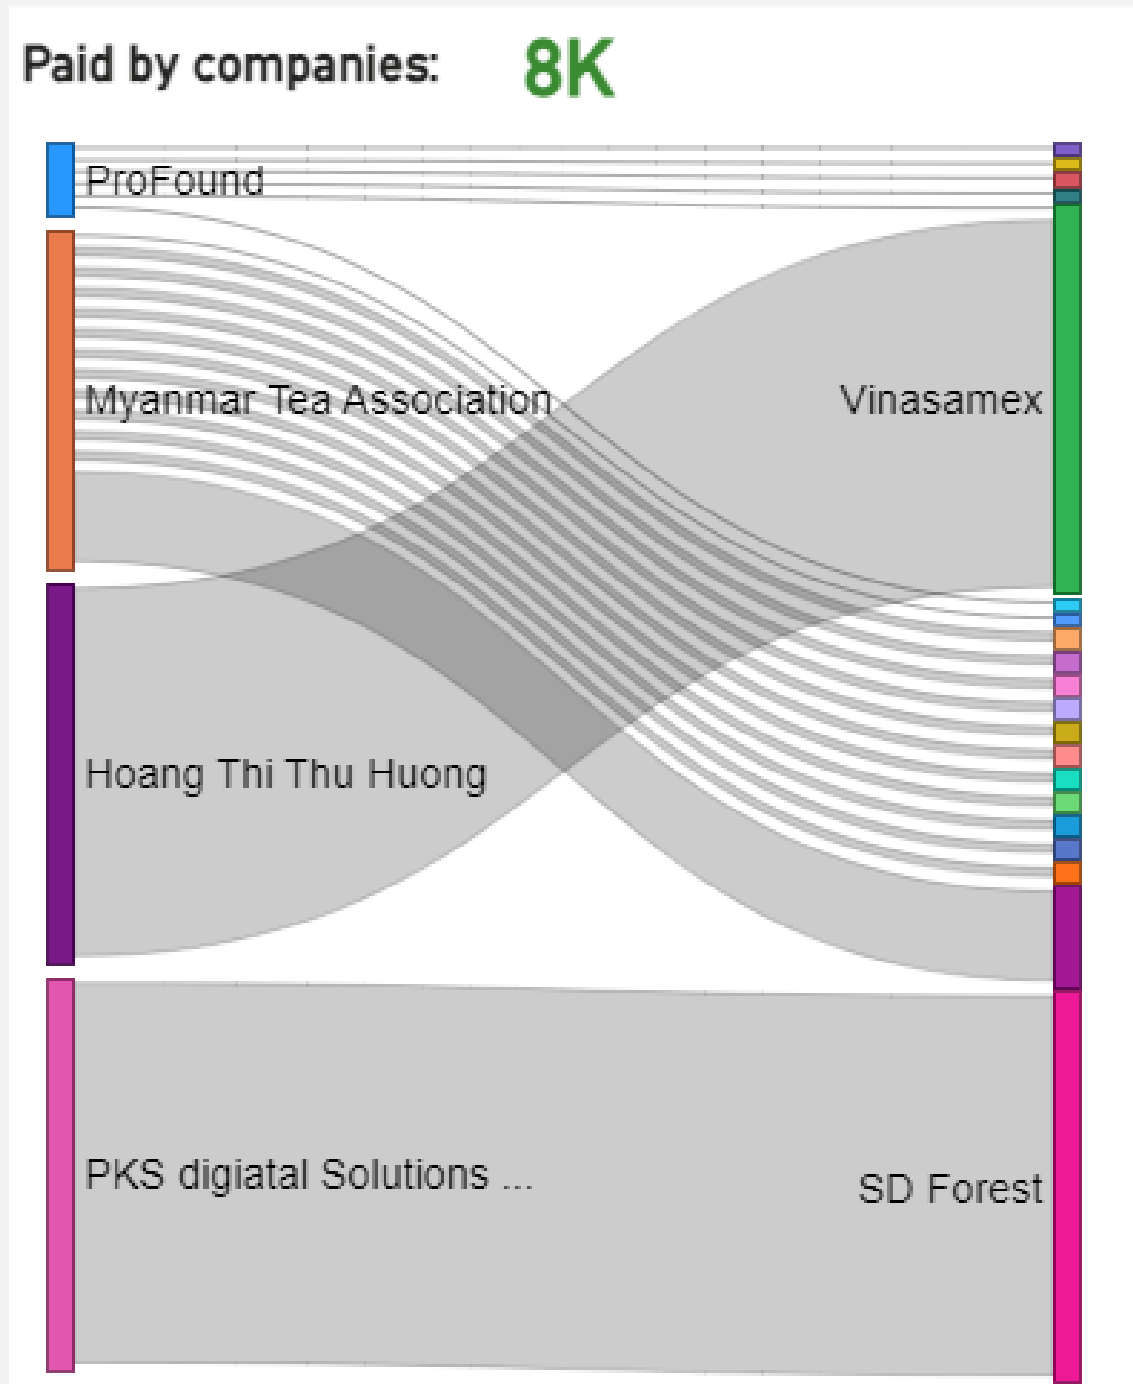 Paid by companies: 8K
ProFound
Myanmar Tea Association
Vinasamex
Hoang Thi Thu Huong
PKS digiatal Solutions ...
SD Forest